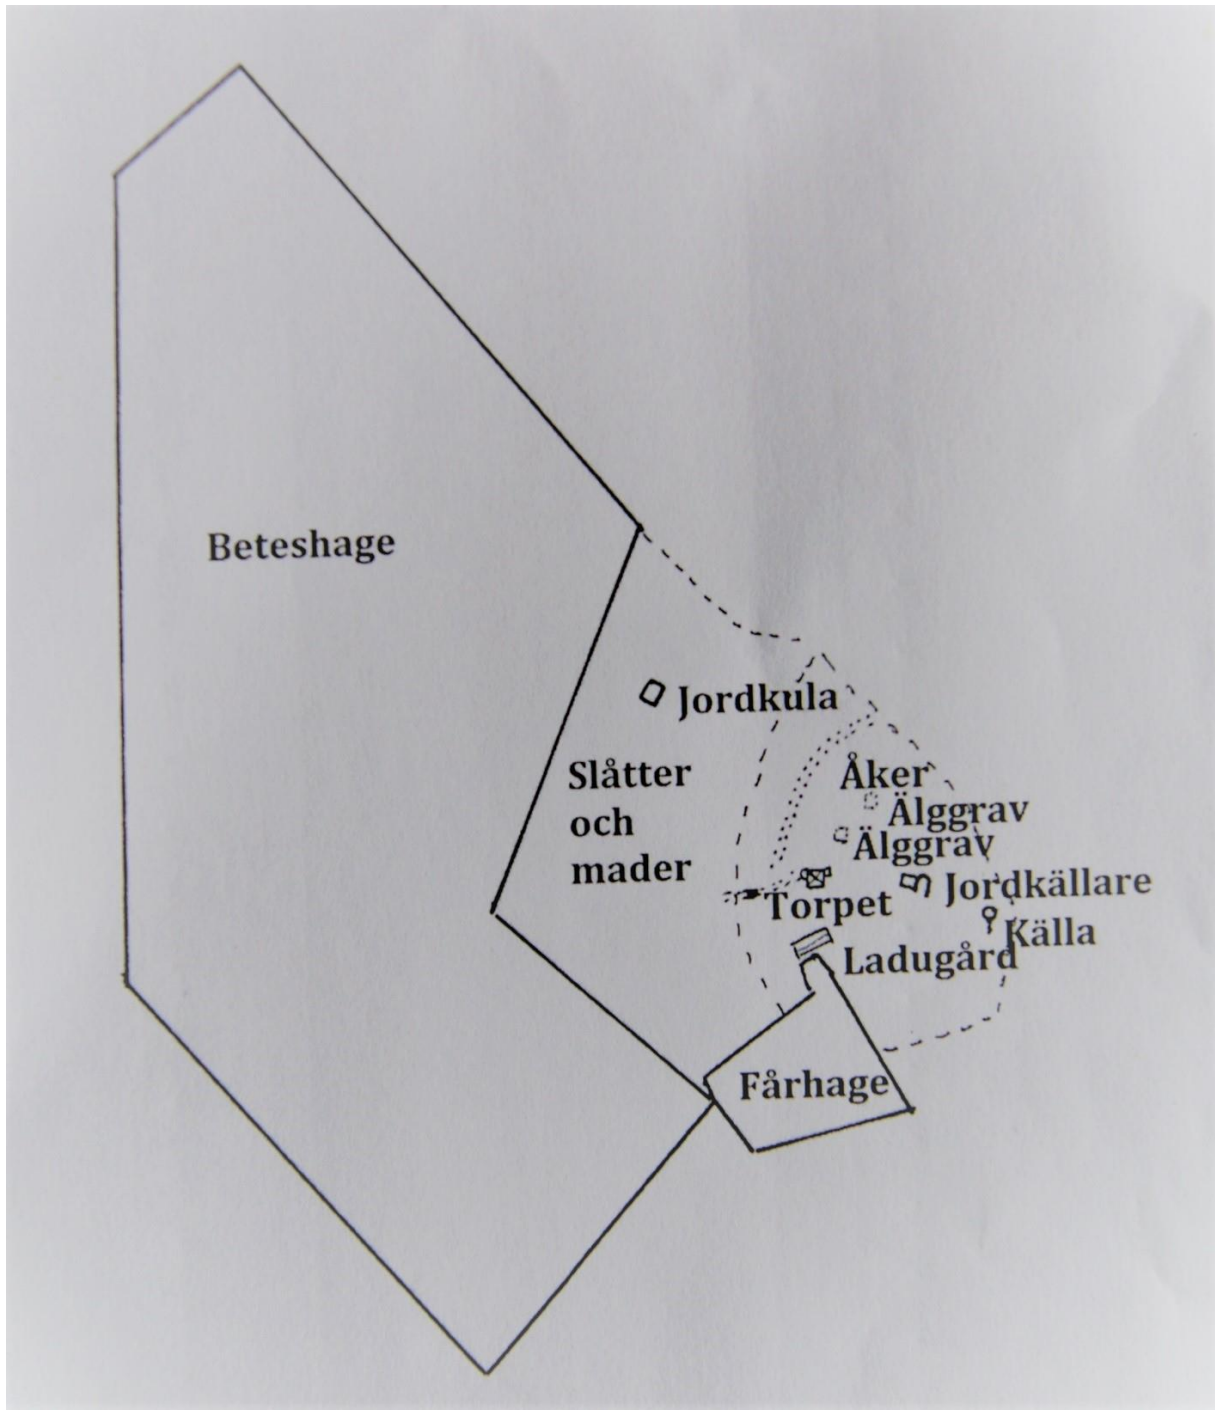 Beteshage
Jordkula
Slåtter
och
mader
Åker
Älggrav
Älggrav
Jordkällare
Torpet
Källa
Ladugård
Fårhage